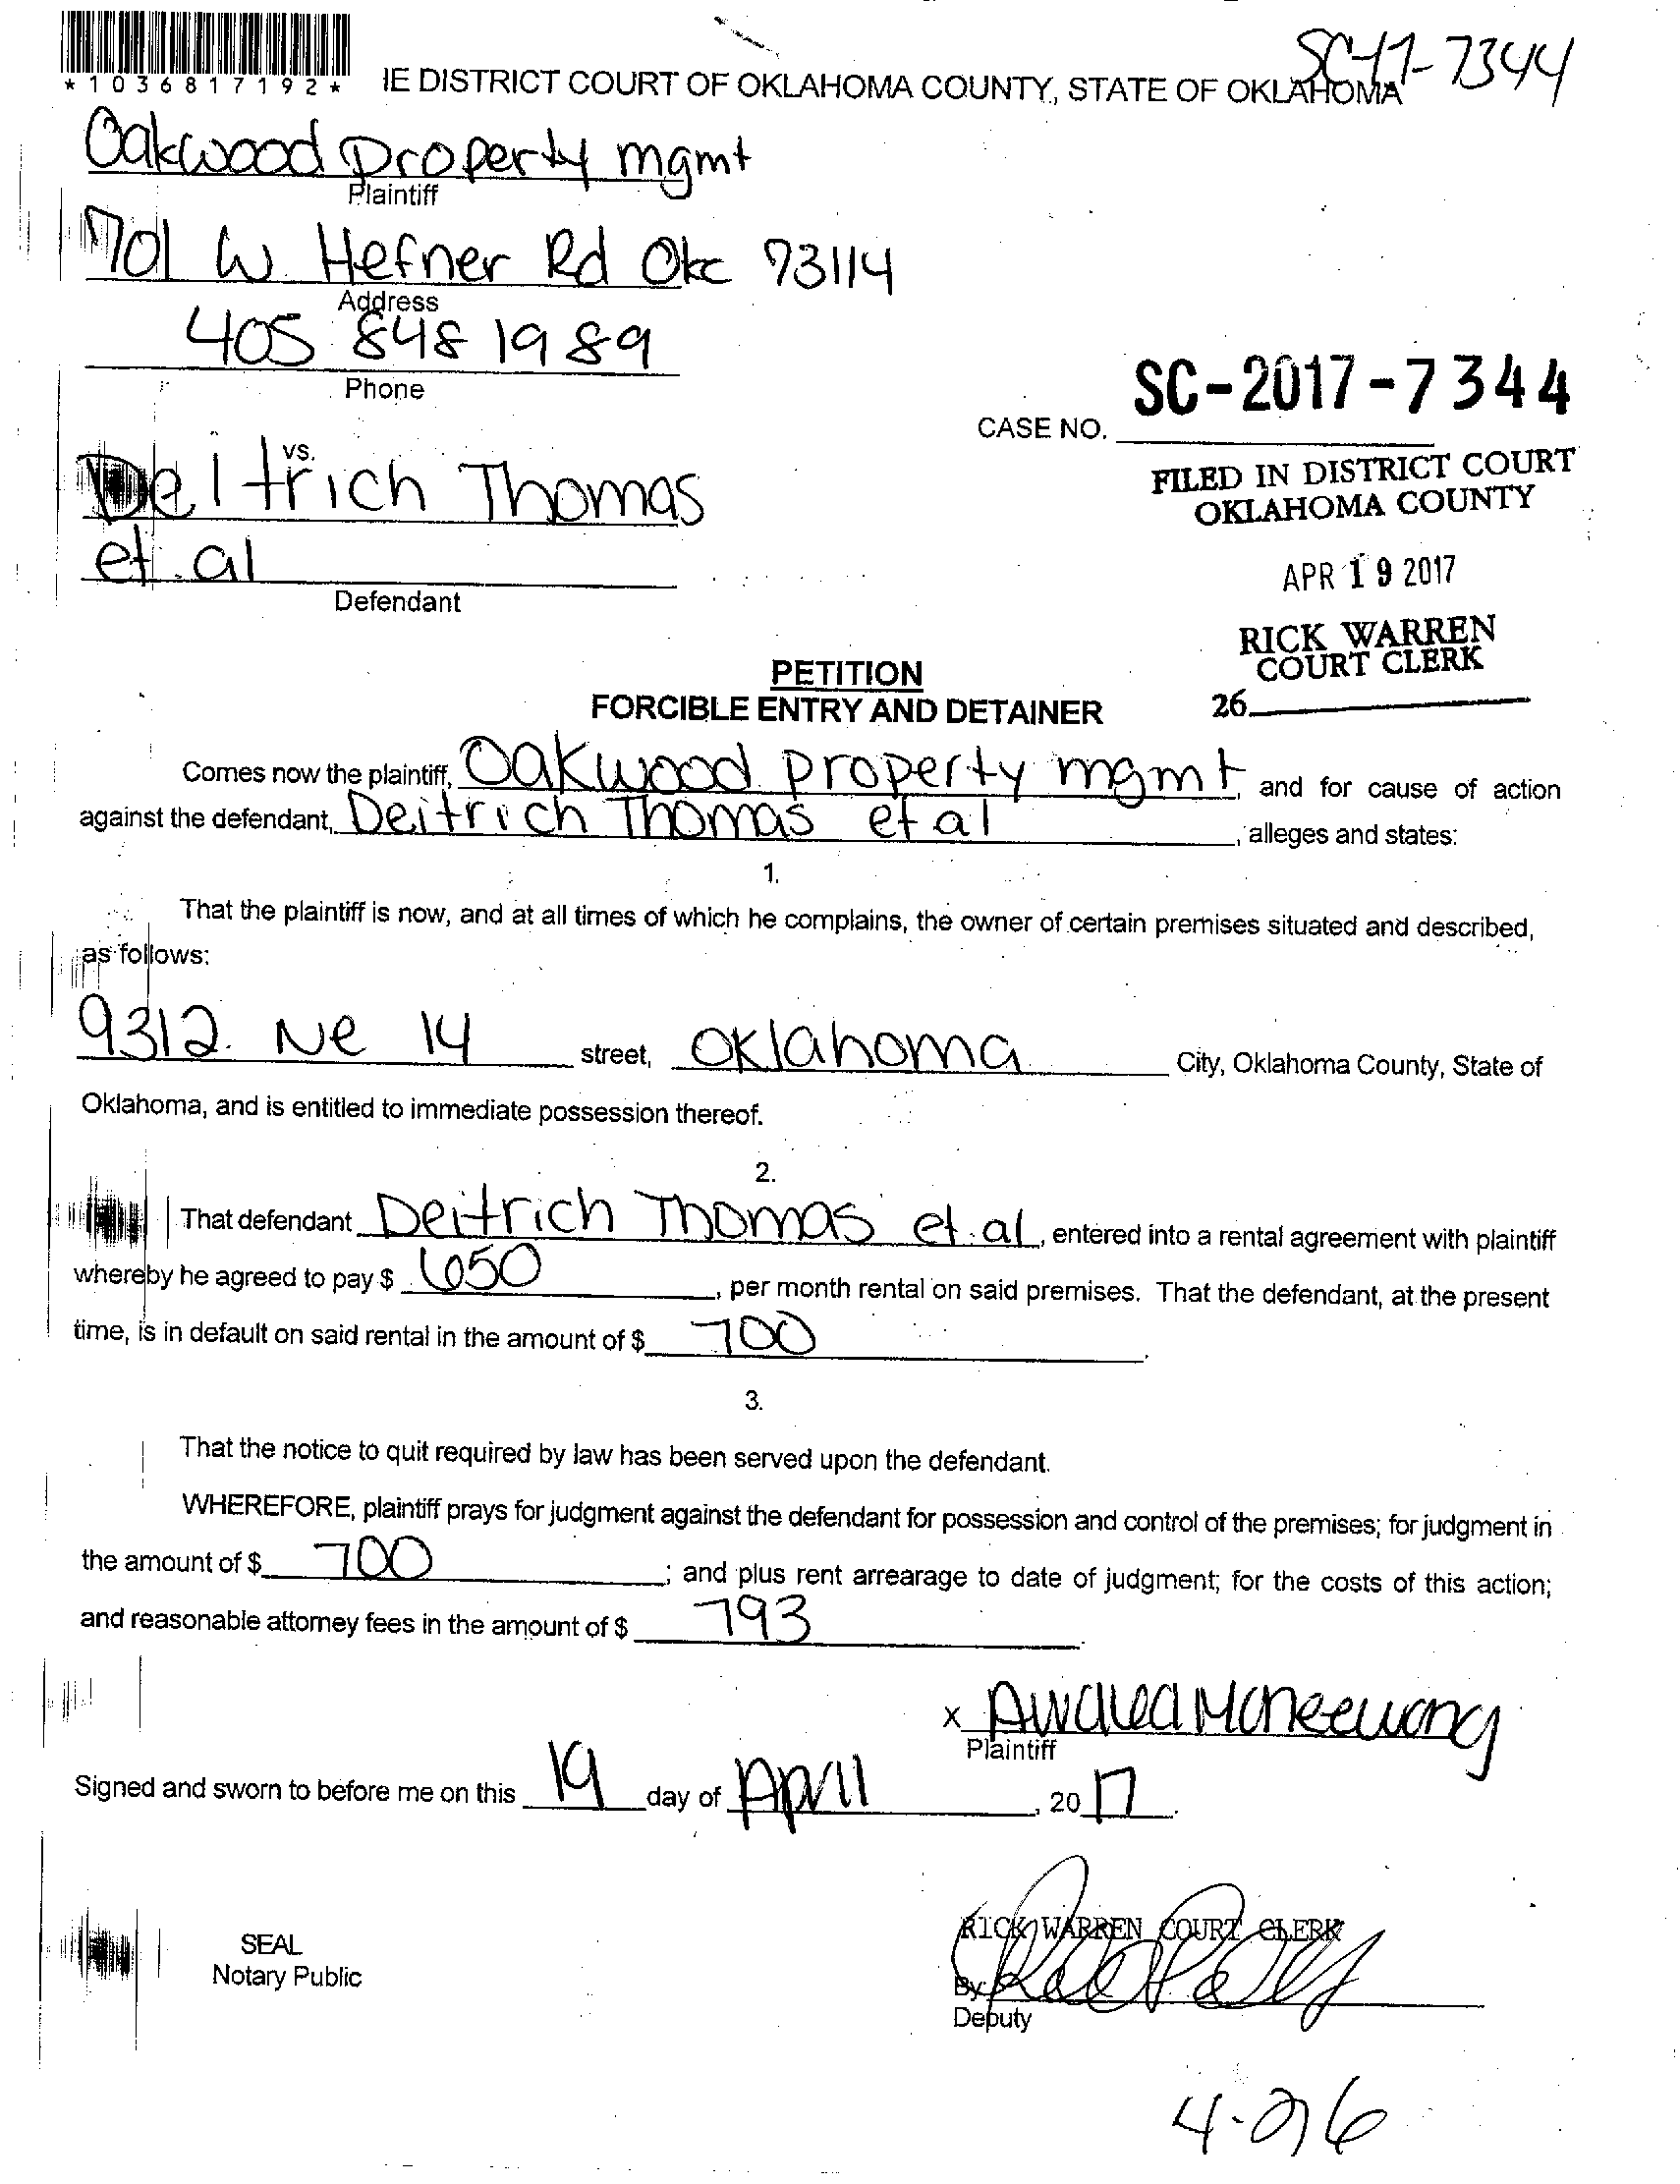 SC-17-7344
*1036817192*
IE DISTRICT COURT OF OKLAHOMA COUNTY, STATE OF OKLAHOMA
Oakwood property mgmt
Plaintiff
701 W Hefner Rd Okc 73114
Address
405 848 1989
Phone
SC-2017-7344
CASE NO.
vs.
Deitrich Thomas
et. al
Defendant
FILED IN DISTRICT COURT
OKLAHOMA COUNTY
APR 19 2017
RICK WARREN
COURT CLERK
26
PETITION
FORCIBLE ENTRY AND DETAINER
Comes now the plaintiff, Oakwood property mgmt, and for cause of action
against the defendant, Deitrich Thomas et al, alleges and states:
1.
That the plaintiff is now, and at all times of which he complains, the owner of certain premises situated and described,
as follows:
9312 Ne 14 street, Oklahoma City, Oklahoma County, State of
Oklahoma, and is entitled to immediate possession thereof.
2.
That defendant Deitrich Thomas et. al, entered into a rental agreement with plaintiff
whereby he agreed to pay $ 650, per month rental on said premises. That the defendant, at the present
time, is in default on said rental in the amount of $ 700.
3.
That the notice to quit required by law has been served upon the defendant.
WHEREFORE, plaintiff prays for judgment against the defendant for possession and control of the premises; for judgment in
the amount of $ 700; and plus rent arrearage to date of judgment; for the costs of this action;
and reasonable attorney fees in the amount of $ 793.
x
Plaintiff
Signed and sworn to before me on this 19 day of April, 2017.
RICK WARREN COURT CLERK
SEAL
Notary Public
By
Deputy
4-26